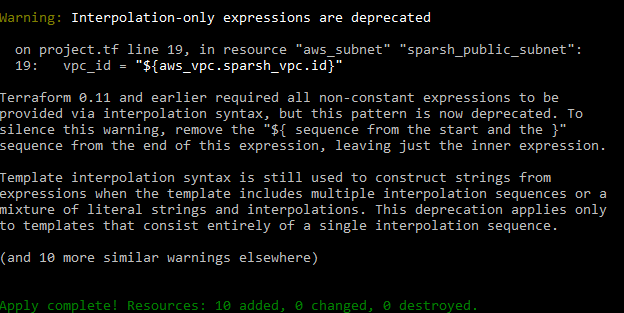 Warning: Interpolation-only expressions are deprecated
on project.tf line 19, in resource "aws_subnet" "sparsh_public_subnet":
19:   vpc_id = "${aws_vpc.sparsh_vpc.id}"
Terraform 0.11 and earlier required all non-constant expressions to be
provided via interpolation syntax, but this pattern is now deprecated. To
silence this warning, remove the "${ sequence from the start and the }"
sequence from the end of this expression, leaving just the inner expression.
Template interpolation syntax is still used to construct strings from
expressions when the template includes multiple interpolation sequences or a
mixture of literal strings and interpolations. This deprecation applies only
to templates that consist entirely of a single interpolation sequence.
(and 10 more similar warnings elsewhere)
Apply complete! Resources: 10 added, 0 changed, 0 destroyed.